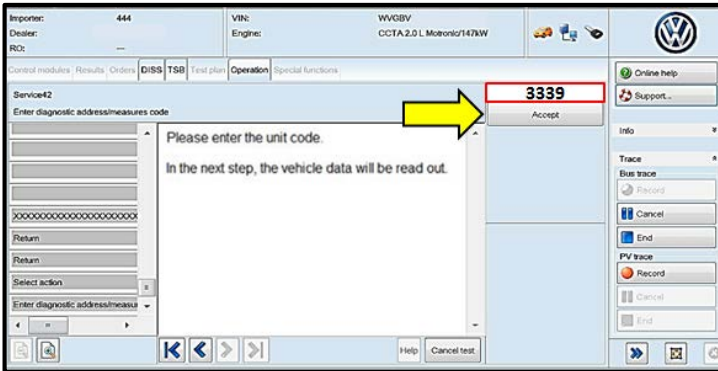 Importer: 444 VIN: WVGBV
Dealer: Engine: CCTA 2.0 L Motronic/147kW
RO: ---
Control modules Results Orders DISS TSB Test plan Operation Special functions
Service42
Enter diagnostic address/measures code
3339
Accept
Please enter the unit code.
In the next step, the vehicle data will be read out.
XXXXXXXXXXXXXXXXXXXX
Return
Return
Select action
Enter diagnostic address/measur
Help
Cancel test
Online help
Support...
Info
Trace
Bus trace
Record
Cancel
End
PV trace
Record
Cancel
End